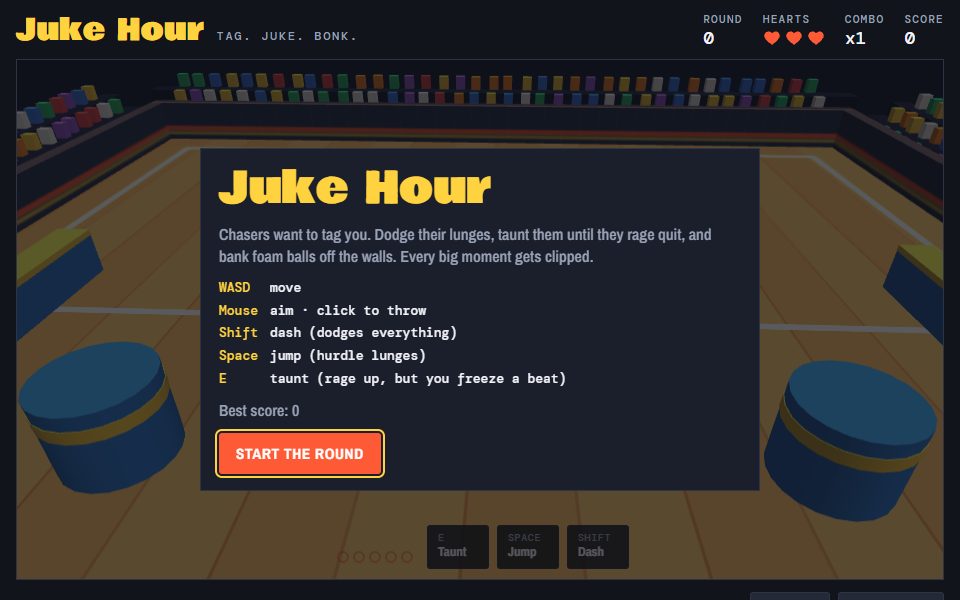 Juke Hour TAG. JUKE. BONK.
ROUND HEARTS COMBO SCORE
0 x1 0
Juke Hour
Chasers want to tag you. Dodge their lunges, taunt them until they rage quit, and
bank foam balls off the walls. Every big moment gets clipped.
WASD move
Mouse aim · click to throw
Shift dash (dodges everything)
Space jump (hurdle lunges)
E taunt (rage up, but you freeze a beat)
Best score: 0
START THE ROUND
E SPACE SHIFT
Taunt Jump Dash